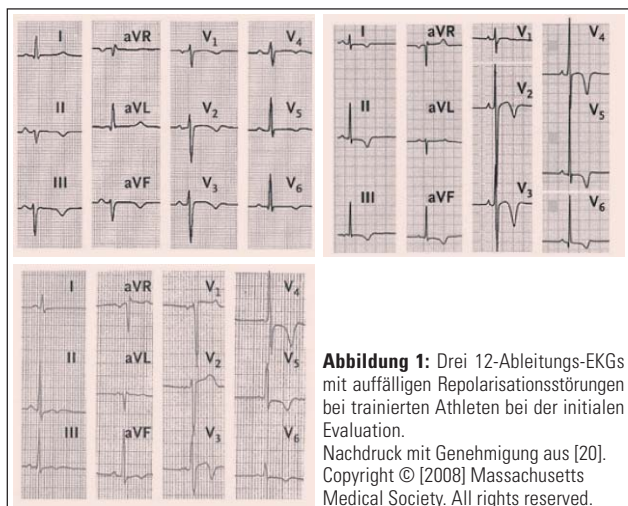 I aVR V1 V4
II aVL V2 V5
III aVF V3 V6
I aVR V1 V4
II aVL V2 V5
III aVF V3 V6
I aVR V1 V4
II aVL V2 V5
III aVF V3 V6
Abbildung 1: Drei 12-Ableitungs-EKGs
mit auffälligen Repolarisationsstörungen
bei trainierten Athleten bei der initialen
Evaluation.
Nachdruck mit Genehmigung aus [20].
Copyright © [2008] Massachusetts
Medical Society. All rights reserved.